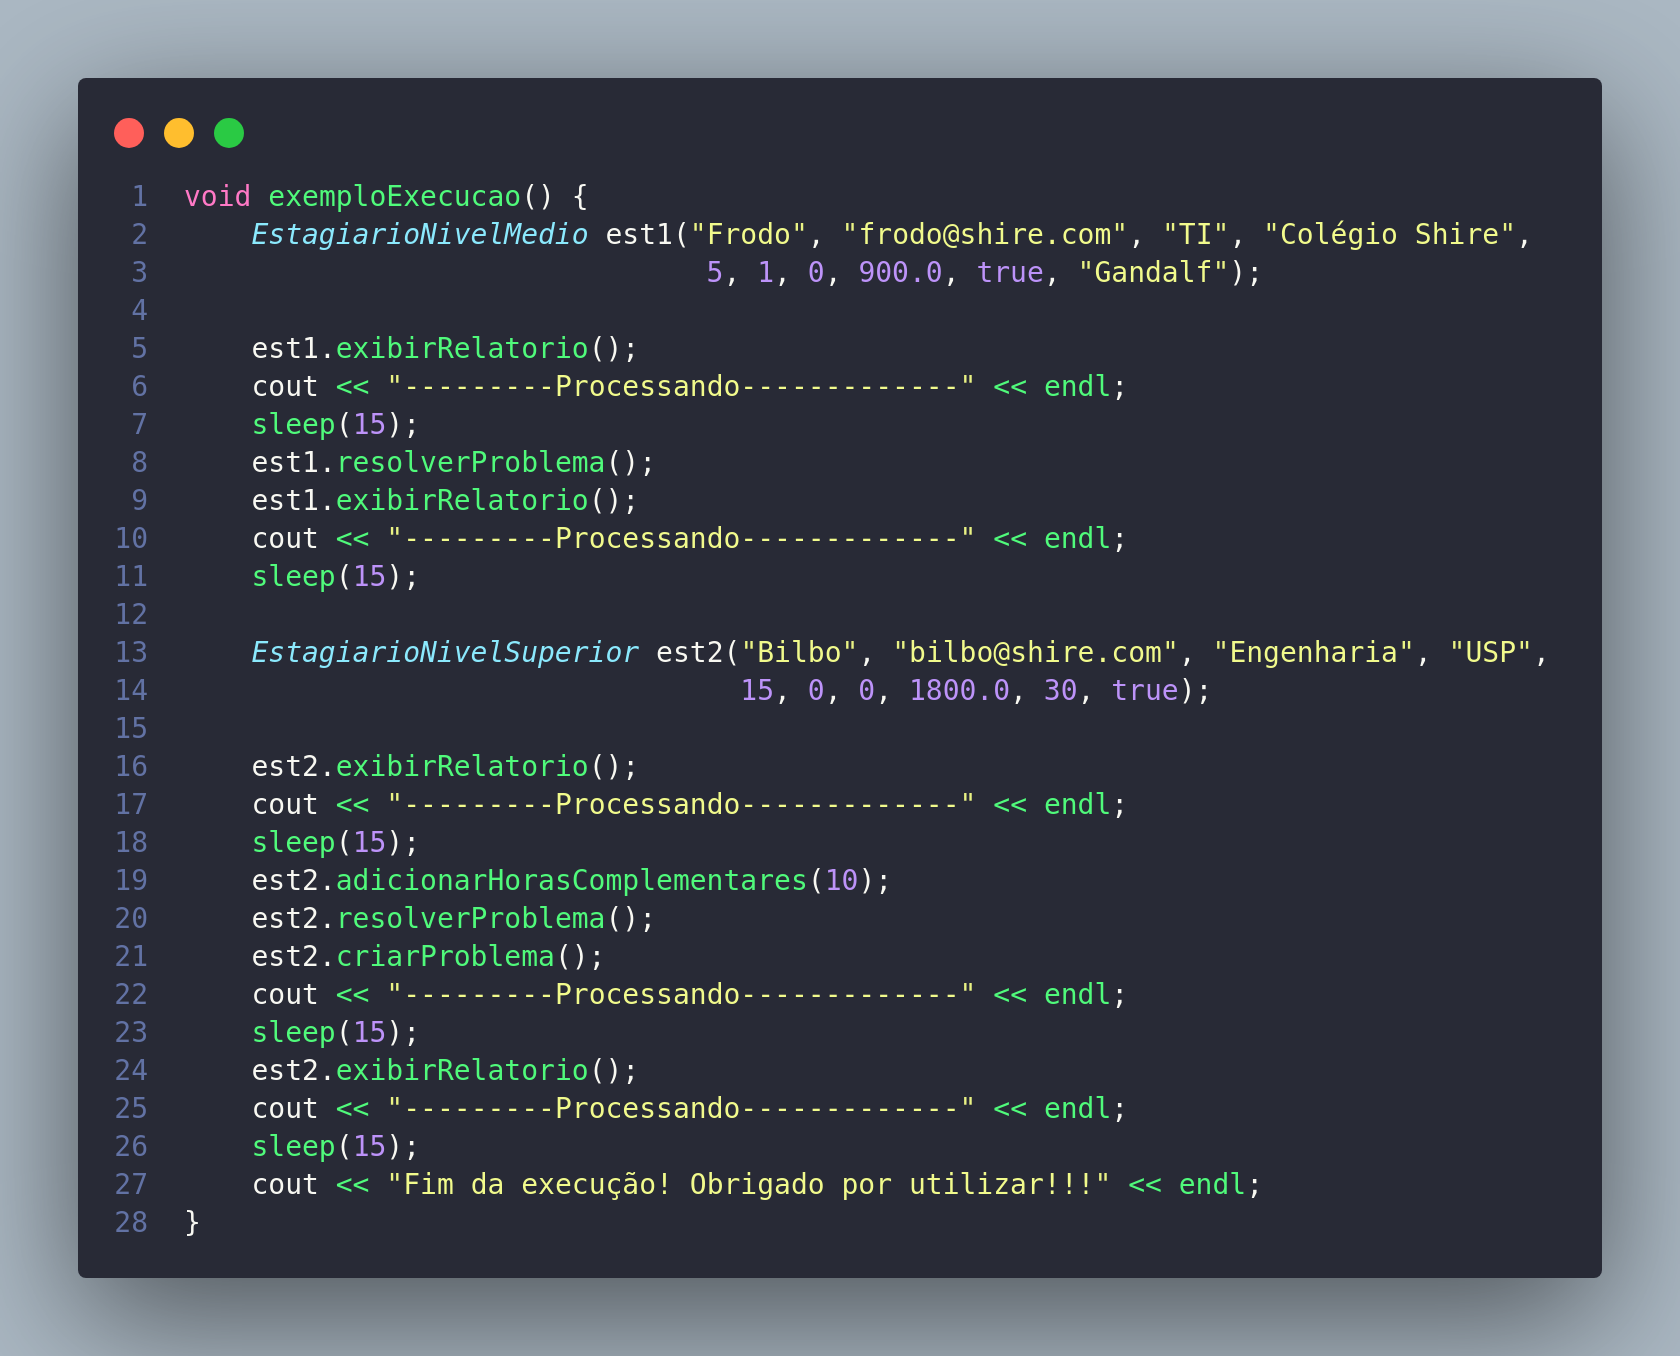 1 void exemploExecucao() {
2     EstagiarioNivelMedio est1("Frodo", "frodo@shire.com", "TI", "Colégio Shire",
3                                5, 1, 0, 900.0, true, "Gandalf");
4
5     est1.exibirRelatorio();
6     cout << "---------Processando-------------" << endl;
7     sleep(15);
8     est1.resolverProblema();
9     est1.exibirRelatorio();
10     cout << "---------Processando-------------" << endl;
11     sleep(15);
12
13     EstagiarioNivelSuperior est2("Bilbo", "bilbo@shire.com", "Engenharia", "USP",
14                                  15, 0, 0, 1800.0, 30, true);
15
16     est2.exibirRelatorio();
17     cout << "---------Processando-------------" << endl;
18     sleep(15);
19     est2.adicionarHorasComplementares(10);
20     est2.resolverProblema();
21     est2.criarProblema();
22     cout << "---------Processando-------------" << endl;
23     sleep(15);
24     est2.exibirRelatorio();
25     cout << "---------Processando-------------" << endl;
26     sleep(15);
27     cout << "Fim da execução! Obrigado por utilizar!!!" << endl;
28 }